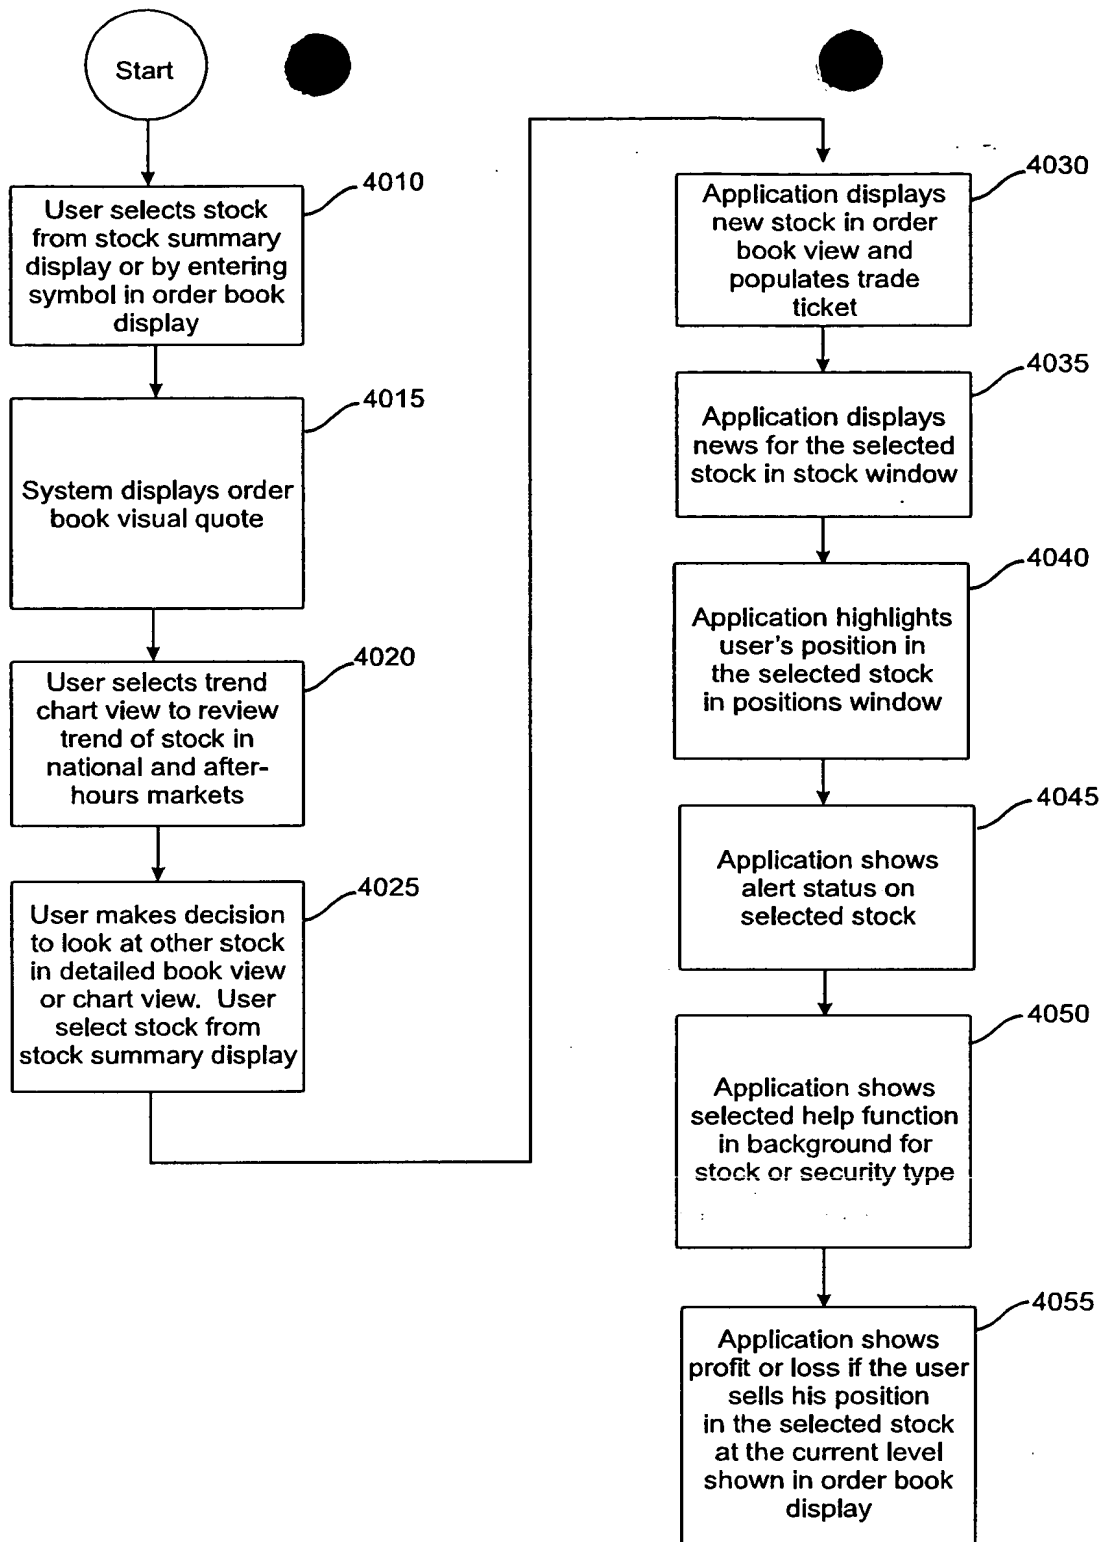 Start
4010
User selects stock
from stock summary
display or by entering
symbol in order book
display
4015
System displays order
book visual quote
4020
User selects trend
chart view to review
trend of stock in
national and after-
hours markets
4025
User makes decision
to look at other stock
in detailed book view
or chart view. User
select stock from
stock summary display
4030
Application displays
new stock in order
book view and
populates trade
ticket
4035
Application displays
news for the selected
stock in stock window
4040
Application highlights
user's position in
the selected stock
in positions window
4045
Application shows
alert status on
selected stock
4050
Application shows
selected help function
in background for
stock or security type
4055
Application shows
profit or loss if the user
sells his position
in the selected stock
at the current level
shown in order book
display